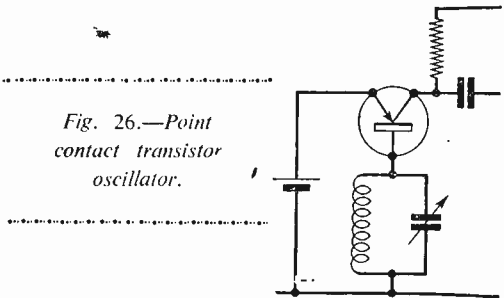 Fig. 26.—Point
contact transistor
oscillator.